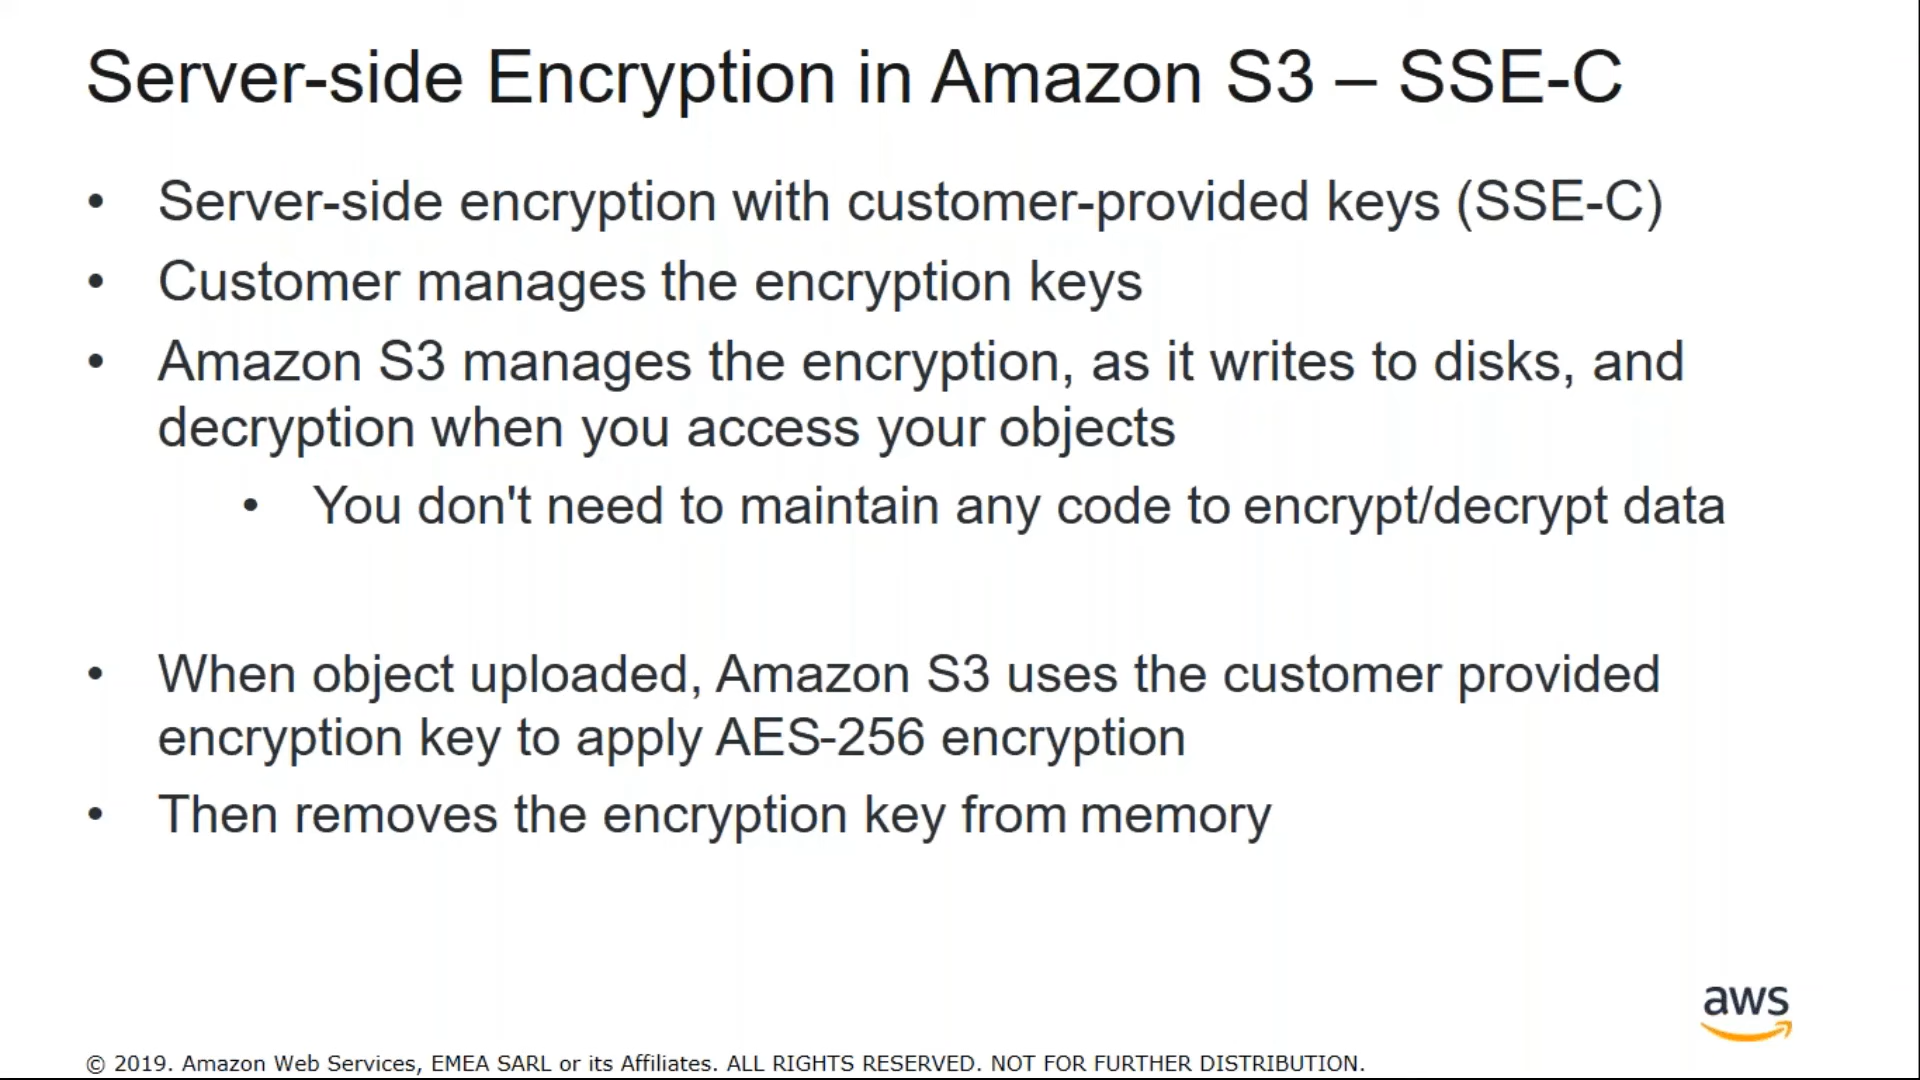 Server-side Encryption in Amazon S3 – SSE-C
• Server-side encryption with customer-provided keys (SSE-C)
• Customer manages the encryption keys
• Amazon S3 manages the encryption, as it writes to disks, and
decryption when you access your objects
• You don't need to maintain any code to encrypt/decrypt data
• When object uploaded, Amazon S3 uses the customer provided
encryption key to apply AES-256 encryption
• Then removes the encryption key from memory
aws
© 2019. Amazon Web Services, EMEA SARL or its Affiliates. ALL RIGHTS RESERVED. NOT FOR FURTHER DISTRIBUTION.